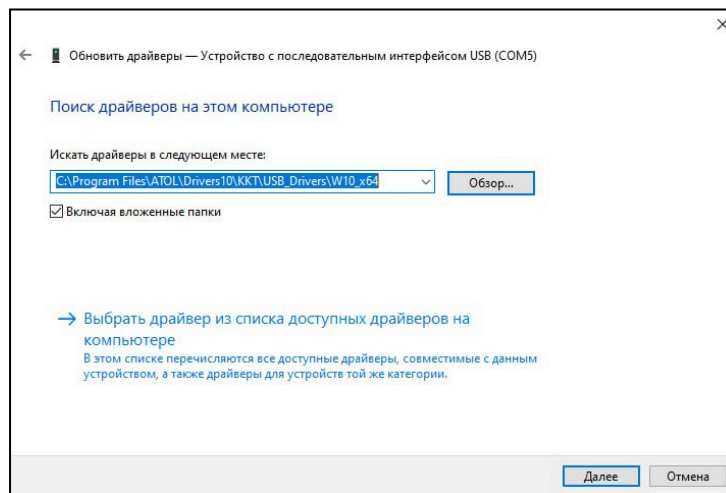 Обновить драйверы — Устройство с последовательным интерфейсом USB (COM5)
Поиск драйверов на этом компьютере
Искать драйверы в следующем месте:
C:\Program Files\ATOL\Drivers10\KKT\USB_Drivers\W10_x64
Обзор...
Включая вложенные папки
Выбрать драйвер из списка доступных драйверов на
компьютере
В этом списке перечисляются все доступные драйверы, совместимые с данным
устройством, а также драйверы для устройств той же категории.
Далее
Отмена